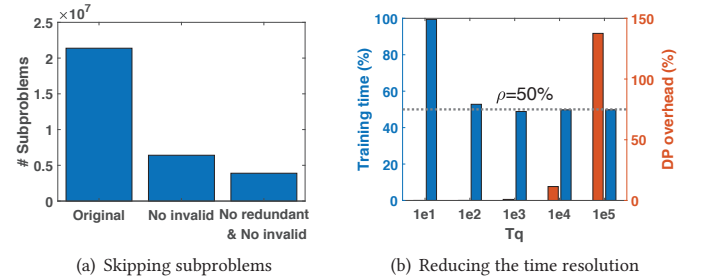 ×10⁷
2.5
2
1.5
1
0.5
0
# Subproblems
Original
No invalid
No redundant
& No invalid
(a) Skipping subproblems
100
80
60
40
20
0
Training time (%)
ρ=50%
150
100
50
0
DP overhead (%)
1e1 1e2 1e3 1e4 1e5
Tq
(b) Reducing the time resolution